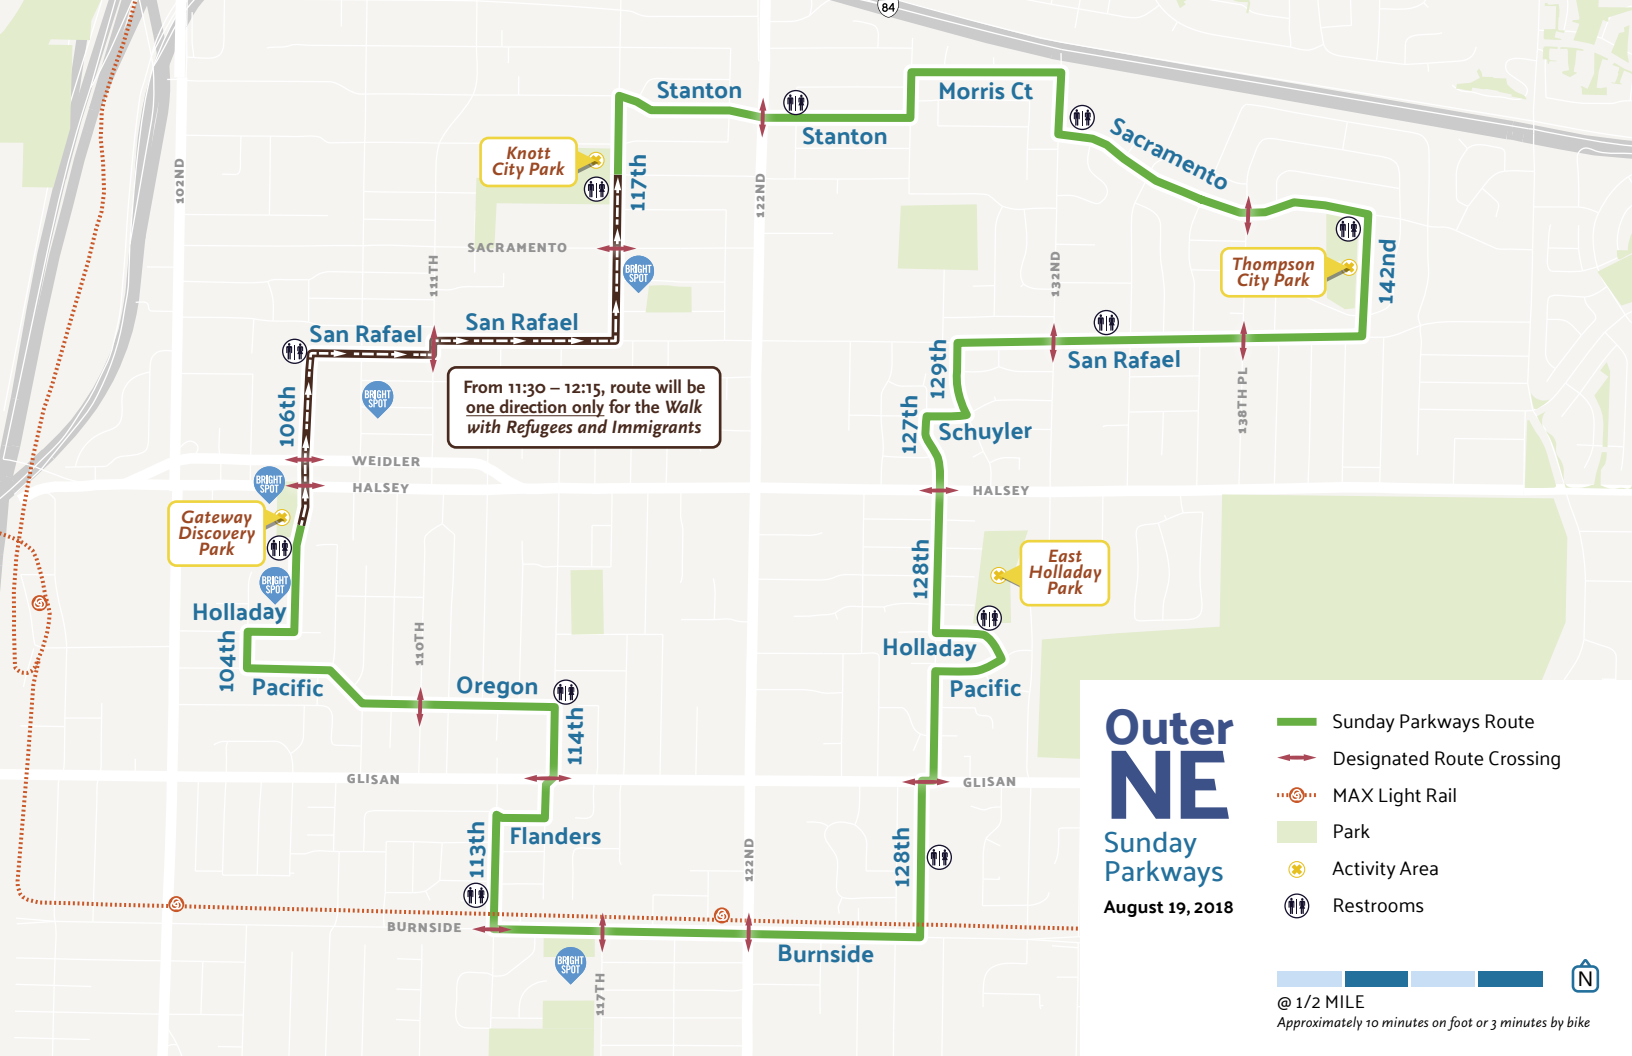 84
Stanton
Morris Ct
Stanton
Sacramento
Knott
City Park
117th
102ND
122ND
SACRAMENTO
111TH
BRIGHT
SPOT
132ND
Thompson
City Park
142nd
San Rafael
San Rafael
San Rafael
129th
138TH PL
106th
BRIGHT
SPOT
From 11:30 – 12:15, route will be
one direction only for the Walk
with Refugees and Immigrants
127th
Schuyler
WEIDLER
HALSEY
HALSEY
BRIGHT
SPOT
Gateway
Discovery
Park
BRIGHT
SPOT
128th
East
Holladay
Park
Holladay
104th
Pacific
110TH
Oregon
114th
Holladay
Pacific
GLISAN
GLISAN
113th
Flanders
122ND
128th
BURNSIDE
Burnside
BRIGHT
SPOT
117TH
Outer
NE
Sunday
Parkways
August 19, 2018
Sunday Parkways Route
Designated Route Crossing
MAX Light Rail
Park
Activity Area
Restrooms
N
@ 1/2 MILE
Approximately 10 minutes on foot or 3 minutes by bike